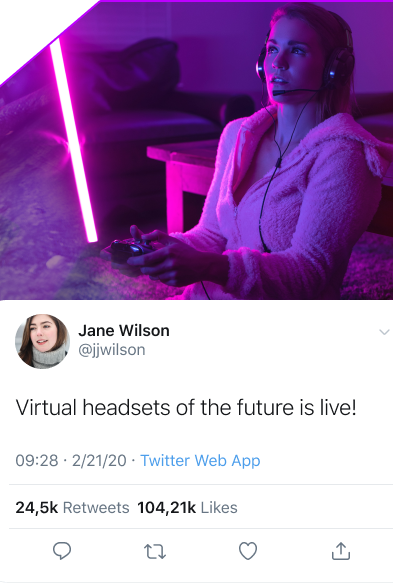 Jane Wilson
@jjwilson
Virtual headsets of the future is live!
09:28 · 2/21/20 · Twitter Web App
24,5k Retweets 104,21k Likes